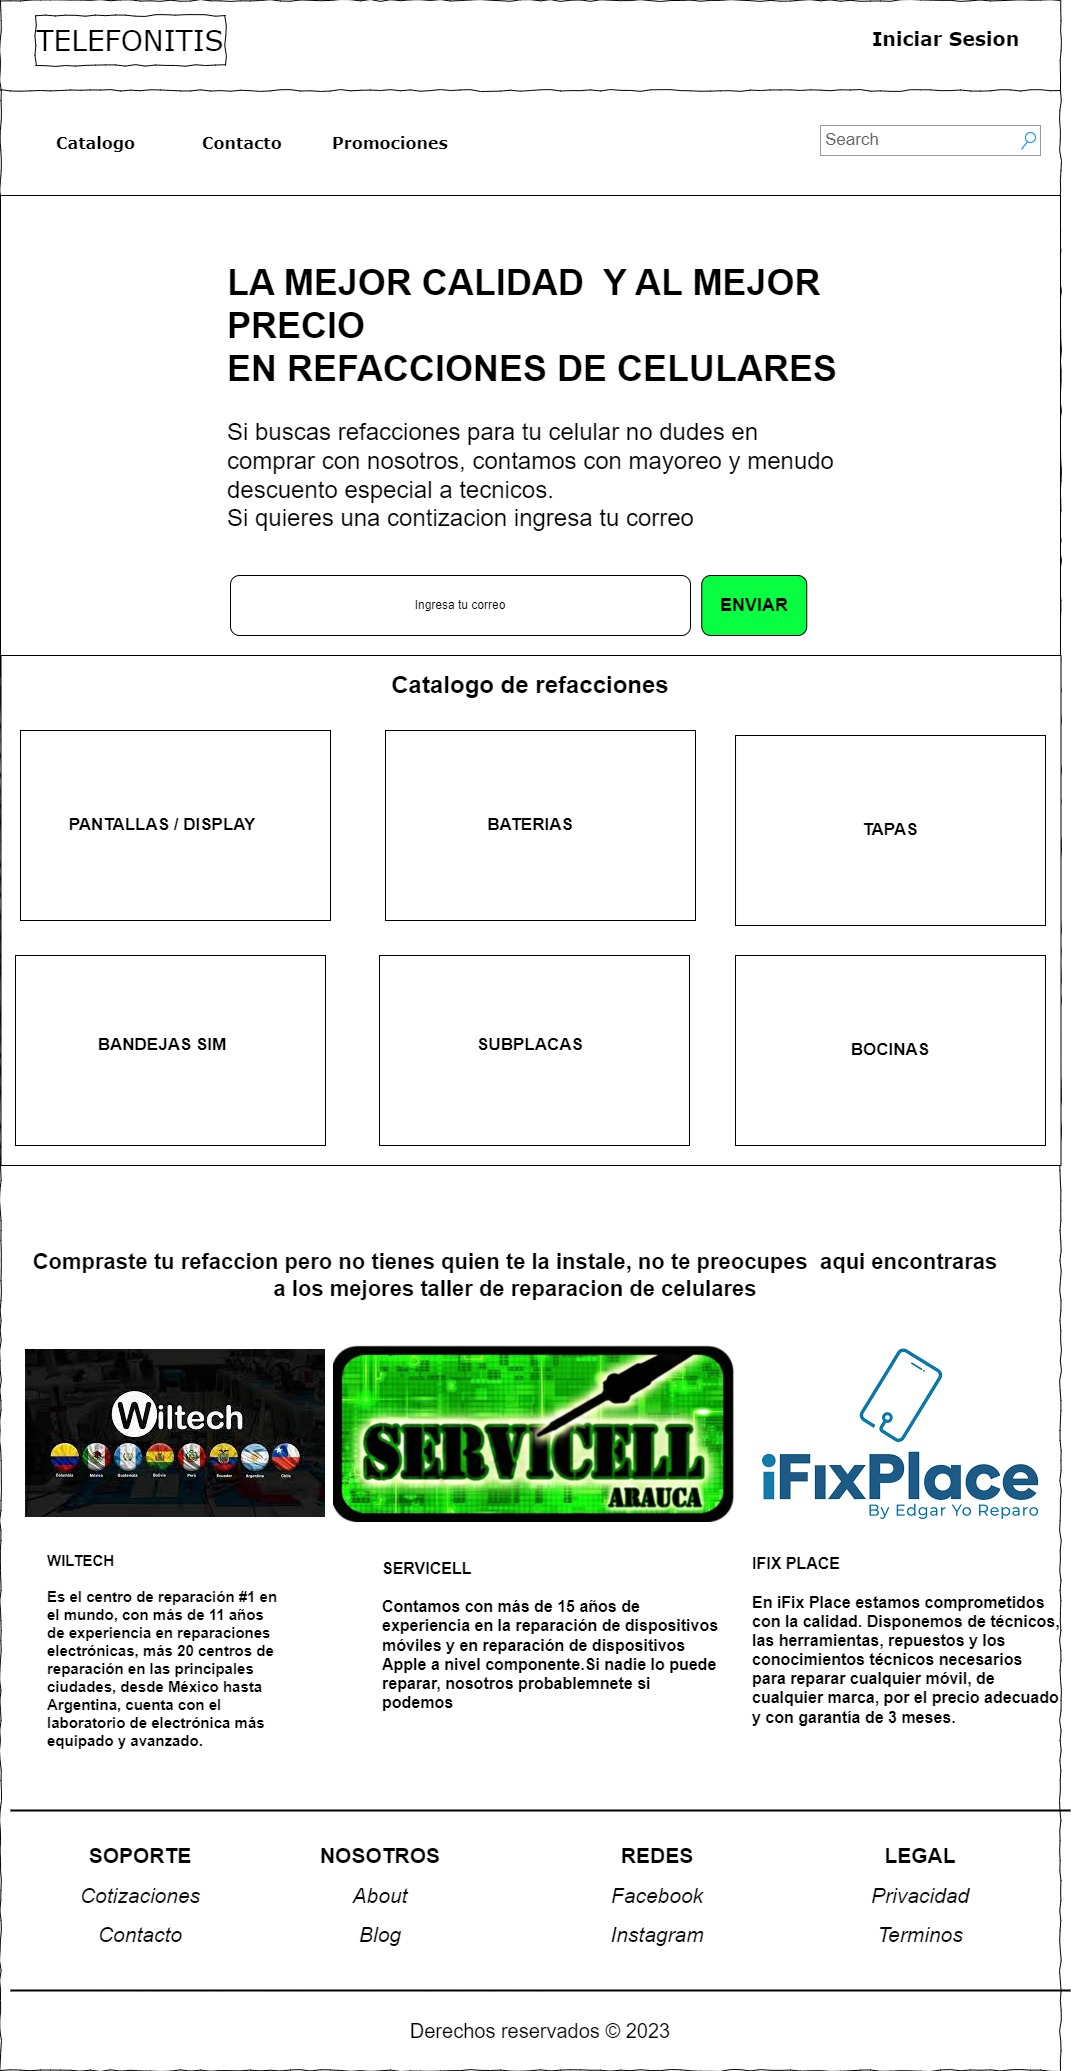 TELEFONITIS
Iniciar Sesion
Catalogo
Contacto
Promociones
Search
LA MEJOR CALIDAD  Y AL MEJOR
PRECIO
EN REFACCIONES DE CELULARES
Si buscas refacciones para tu celular no dudes en
comprar con nosotros, contamos con mayoreo y menudo
descuento especial a tecnicos.
Si quieres una contizacion ingresa tu correo
Ingresa tu correo
ENVIAR
Catalogo de refacciones
PANTALLAS / DISPLAY
BATERIAS
TAPAS
BANDEJAS SIM
SUBPLACAS
BOCINAS
Compraste tu refaccion pero no tienes quien te la instale, no te preocupes  aqui encontraras
a los mejores taller de reparacion de celulares
Wiltech
Colombia
México
Guatemala
Bolivia
Perú
Ecuador
Argentina
Chile
SERVICELL
ARAUCA
iFixPlace
By Edgar Yo Reparo
WILTECH
Es el centro de reparación #1 en
el mundo, con más de 11 años
de experiencia en reparaciones
electrónicas, más 20 centros de
reparación en las principales
ciudades, desde México hasta
Argentina, cuenta con el
laboratorio de electrónica más
equipado y avanzado.
SERVICELL
Contamos con más de 15 años de
experiencia en la reparación de dispositivos
móviles y en reparación de dispositivos
Apple a nivel componente.Si nadie lo puede
reparar, nosotros problablemnete si
podemos
IFIX PLACE
En iFix Place estamos comprometidos
con la calidad. Disponemos de técnicos,
las herramientas, repuestos y los
conocimientos técnicos necesarios
para reparar cualquier móvil, de
cualquier marca, por el precio adecuado
y con garantía de 3 meses.
SOPORTE
Cotizaciones
Contacto
NOSOTROS
About
Blog
REDES
Facebook
Instagram
LEGAL
Privacidad
Terminos
Derechos reservados © 2023